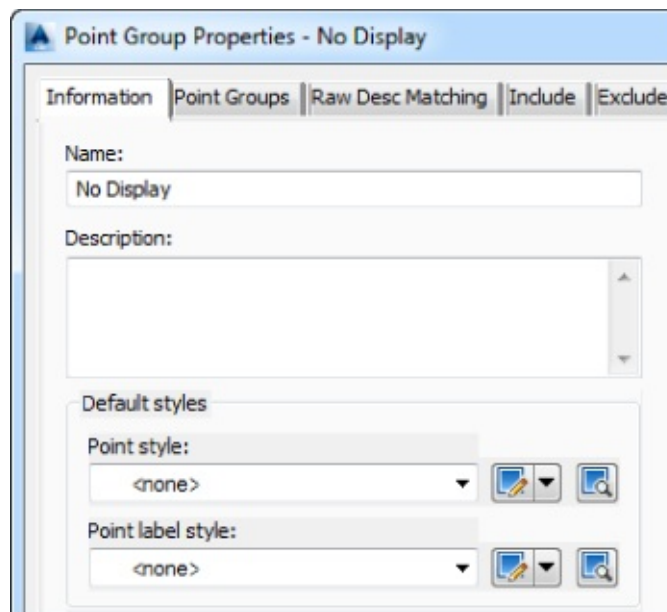 Point Group Properties - No Display
Information Point Groups Raw Desc Matching Include Exclude
Name:
No Display
Description:
Default styles
Point style:
<none>
Point label style:
<none>